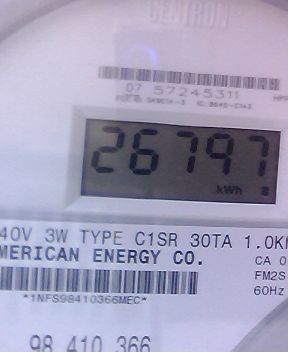 CENTRON®
07 57245311
26797
kWh
40V 3W TYPE C1SR 30TA 1.0K
MERICAN ENERGY CO.
CA 0
FM2S
60Hz
*1NFS98410366MEC*
98 410 366